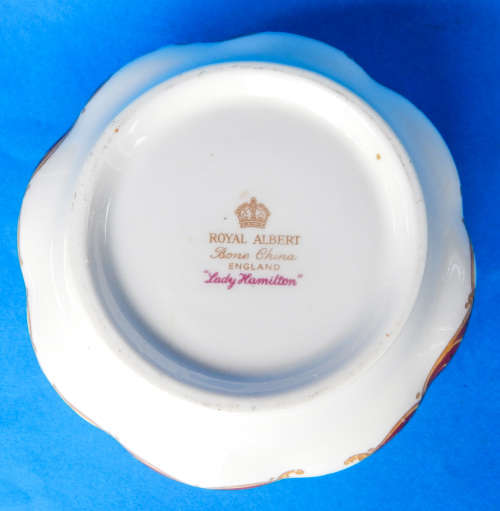 ROYAL ALBERT
Bone China
ENGLAND
"Lady Hamilton"